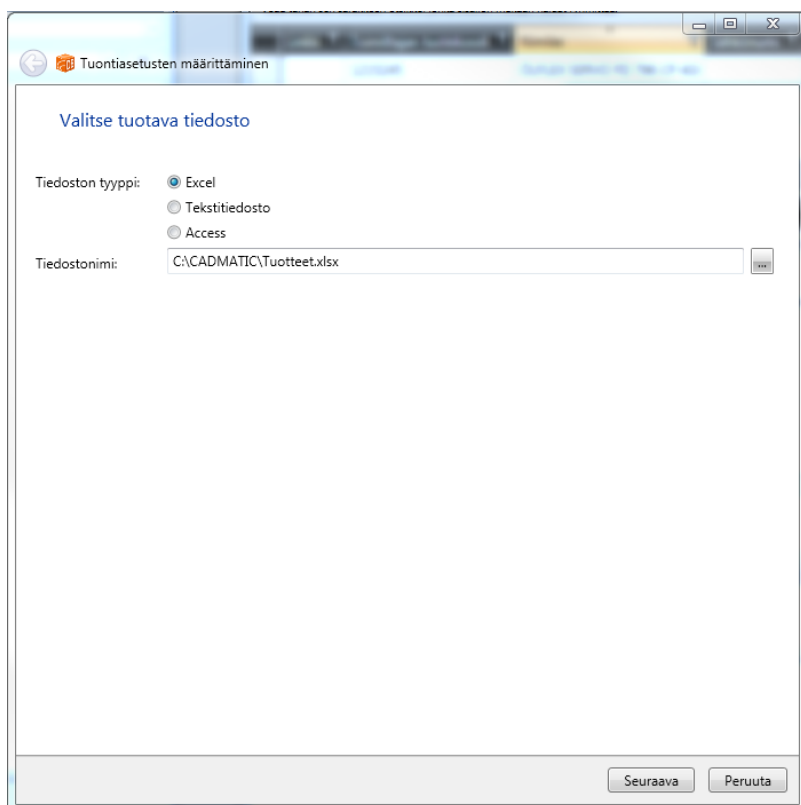 Tuontiasetusten määrittäminen
Valitse tuotava tiedosto
Tiedoston tyyppi:
Excel
Tekstitiedosto
Access
Tiedostonimi:
C:\CADMATIC\Tuotteet.xlsx
...
Seuraava
Peruuta